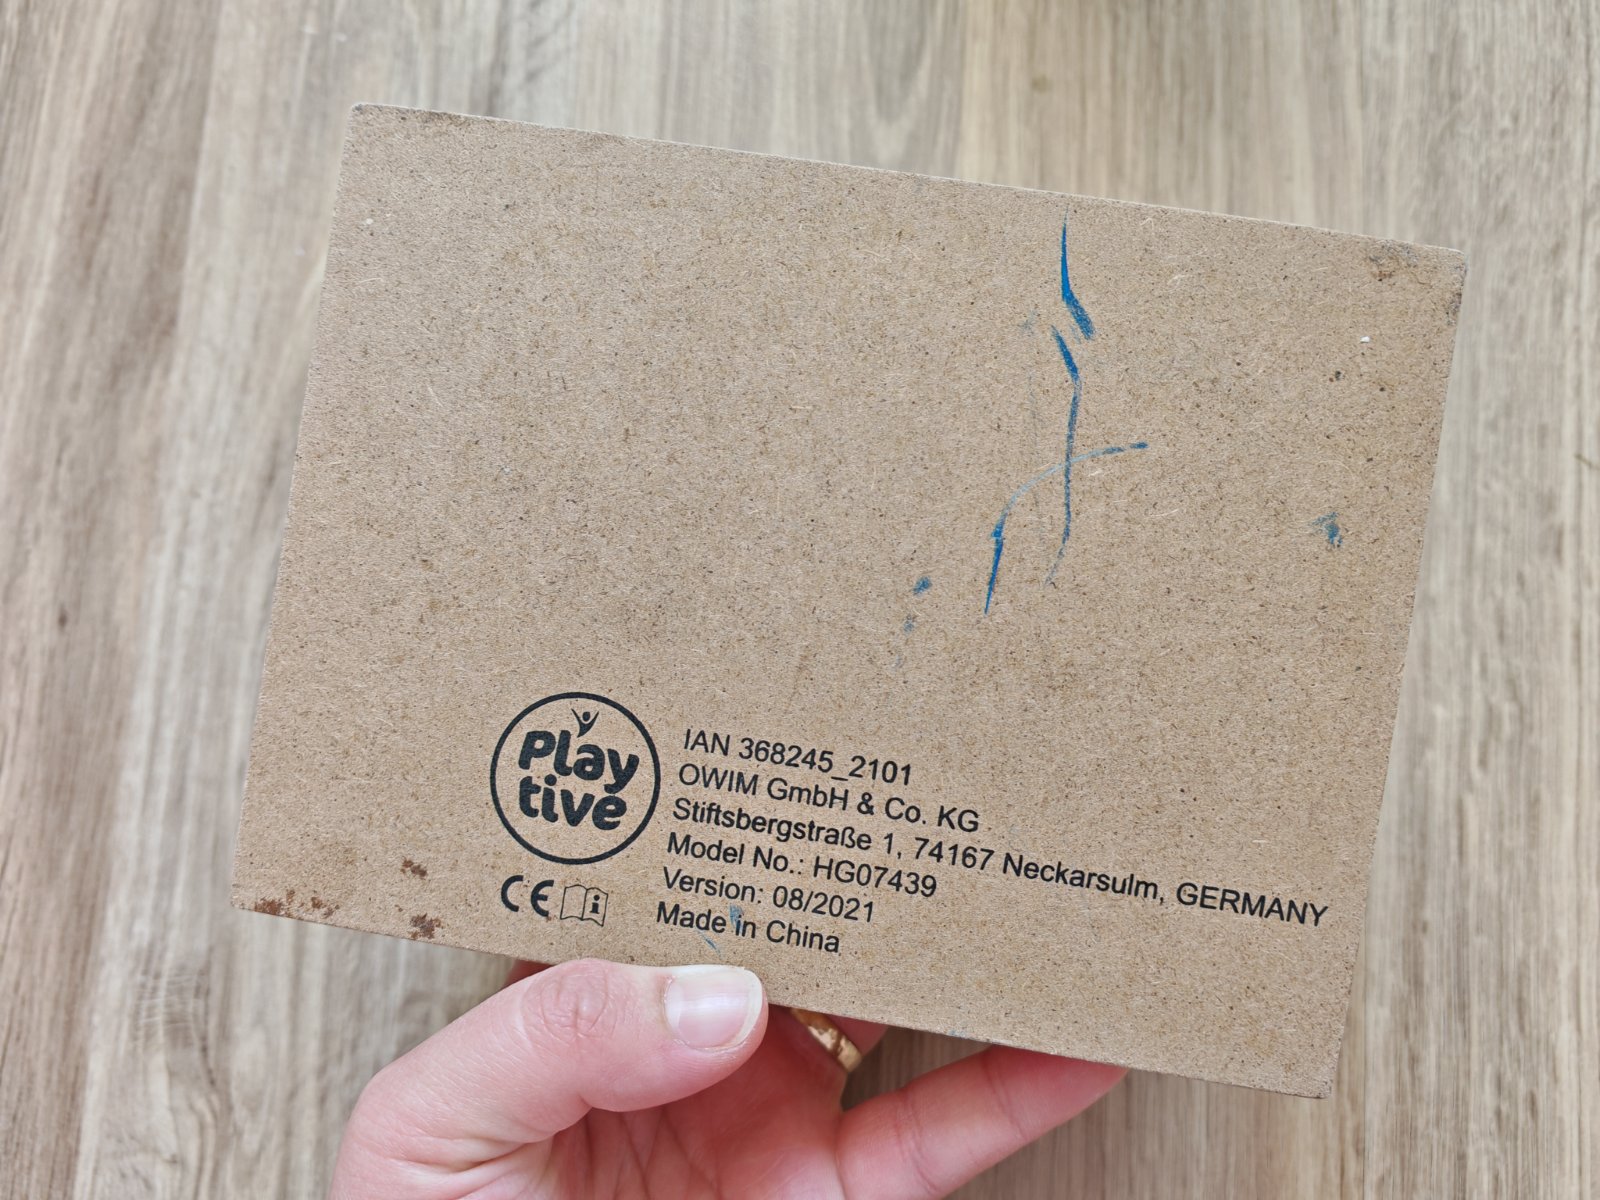 Play
tive
IAN 368245_2101
OWIM GmbH & Co. KG
Stiftsbergstraße 1, 74167 Neckarsulm, GERMANY
Model No.: HG07439
Version: 08/2021
Made in China
CE
i